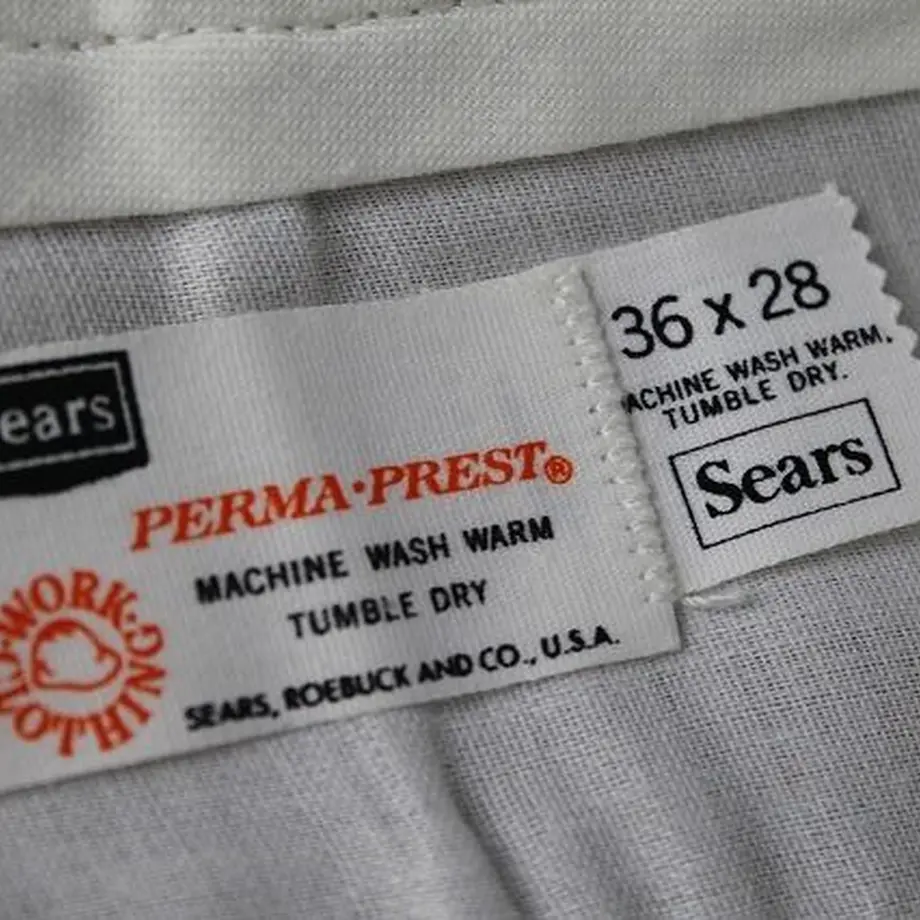 ears
PERMA·PREST®
MACHINE WASH WARM
TUMBLE DRY
SEARS, ROEBUCK AND CO., U.S.A.
·WORK·
CLOTHING
36 x 28
ACHINE WASH WARM.
TUMBLE DRY.
Sears